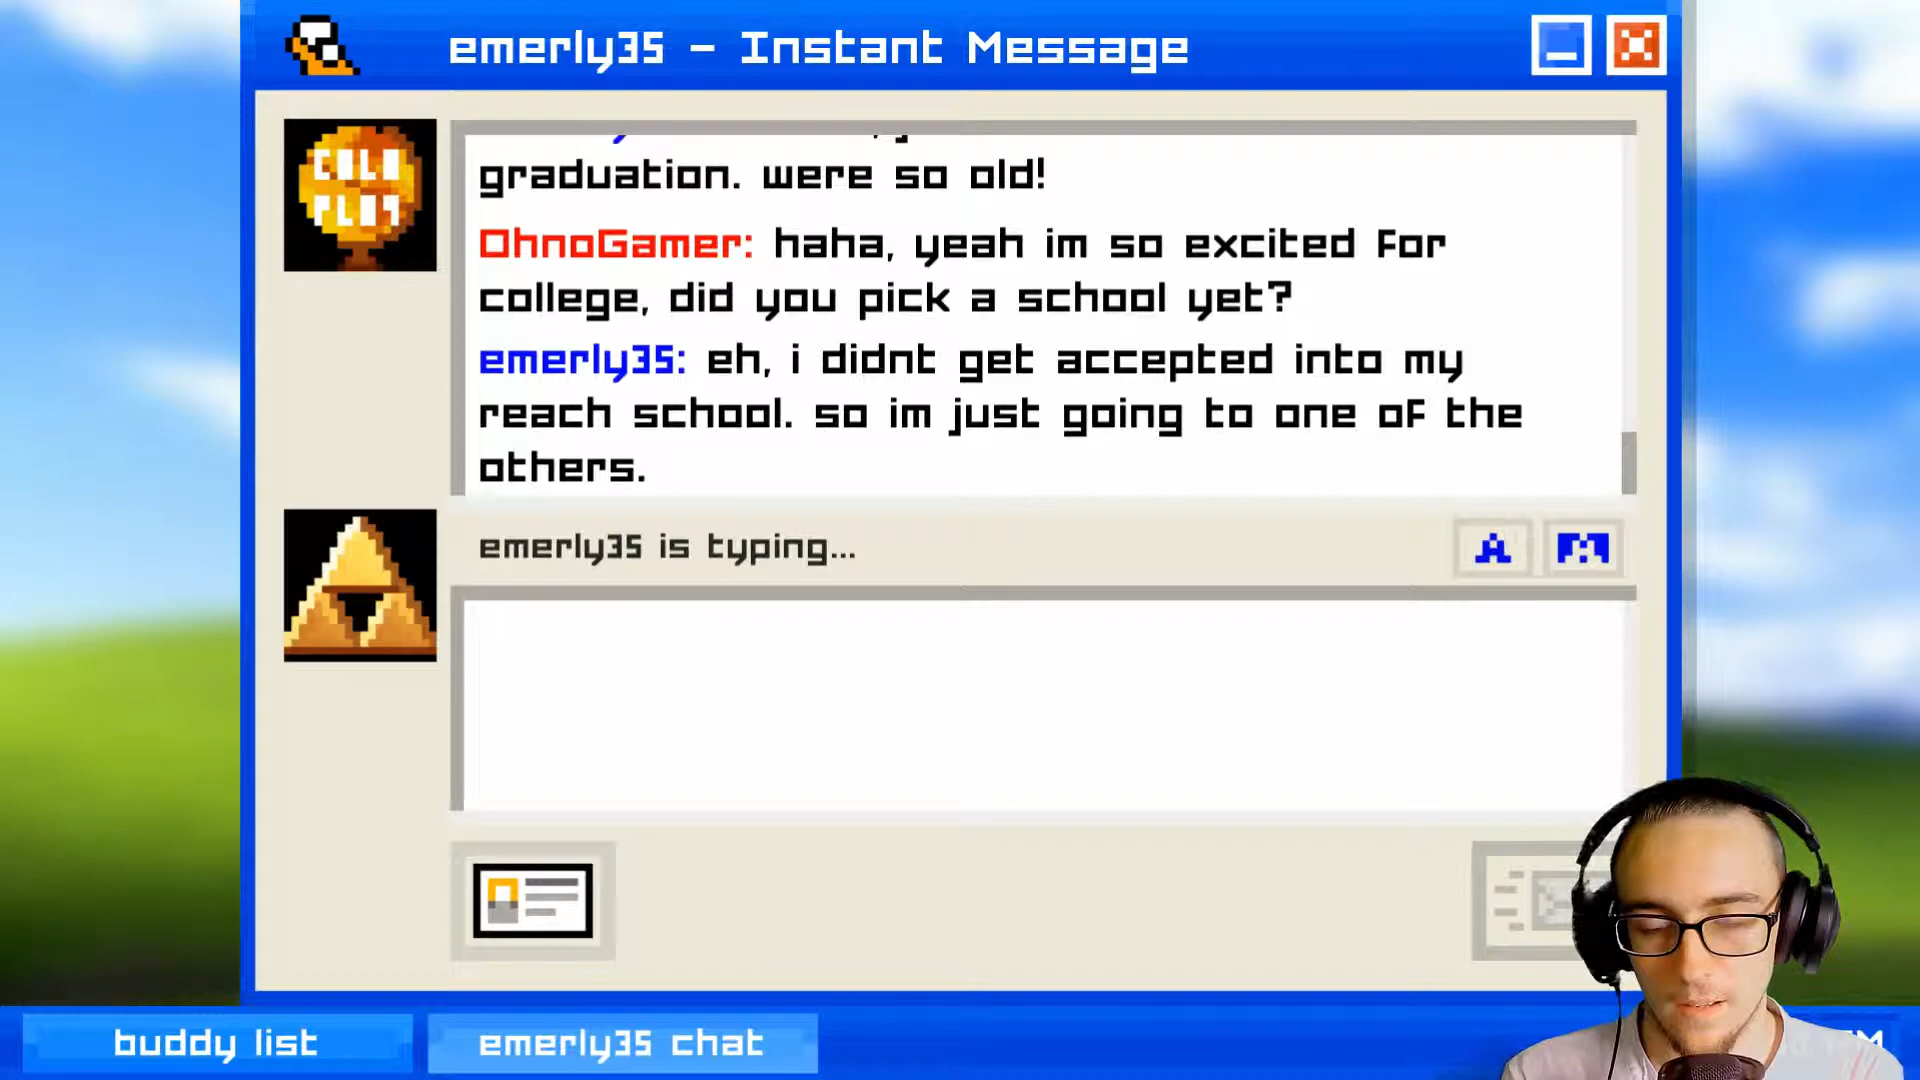 emerly35 - Instant Message
COLD
PLAY
graduation. were so old!
OhnoGamer: haha, yeah im so excited for
college, did you pick a school yet?
emerly35: eh, i didnt get accepted into my
reach school. so im just going to one of the
others.
emerly35 is typing...
A
buddy list
emerly35 chat